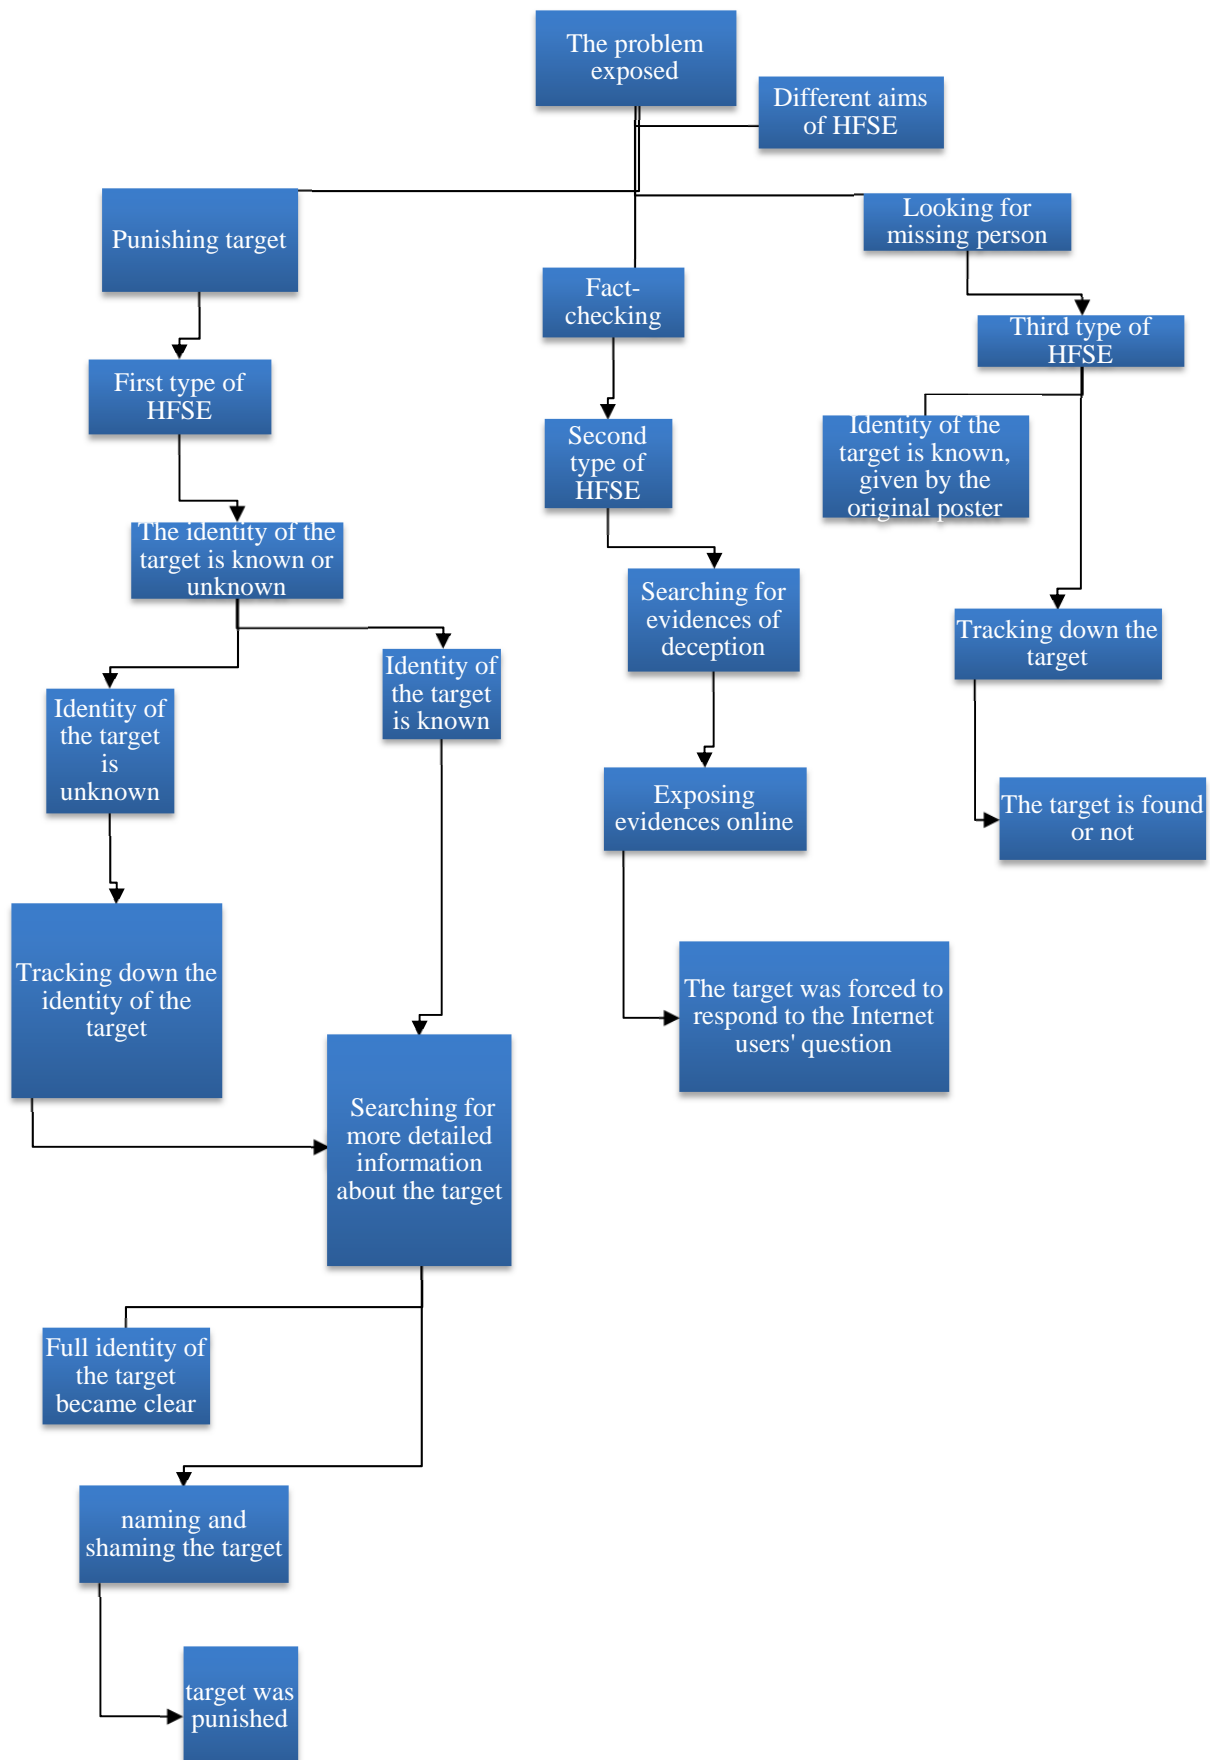 The problem
exposed
Different aims
of HFSE
Punishing target
Looking for
missing person
Fact-
checking
Third type of
HFSE
First type of
HFSE
Second
type of
HFSE
Identity of the
target is known,
given by the
original poster
The identity of the
target is known or
unknown
Searching for
evidences of
deception
Tracking down the
target
Identity of
the target
is known
Identity of
the target
is
unknown
Exposing
evidences online
The target is found
or not
Tracking down the
identity of the
target
The target was forced to
respond to the Internet
users' question
Searching for
more detailed
information
about the target
Full identity of
the target
became clear
naming and
shaming the target
target was
punished